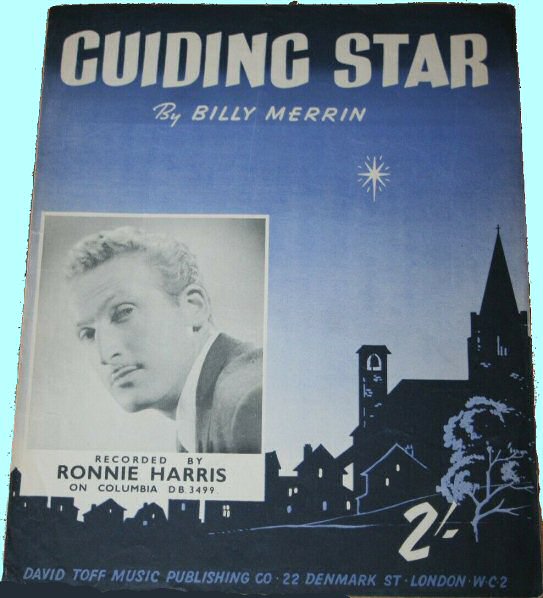 GUIDING STAR
By BILLY MERRIN
RECORDED BY
RONNIE HARRIS
ON COLUMBIA D.B.3499.
2/-
DAVID TOFF MUSIC PUBLISHING CO · 22 DENMARK ST · LONDON · W·C·2